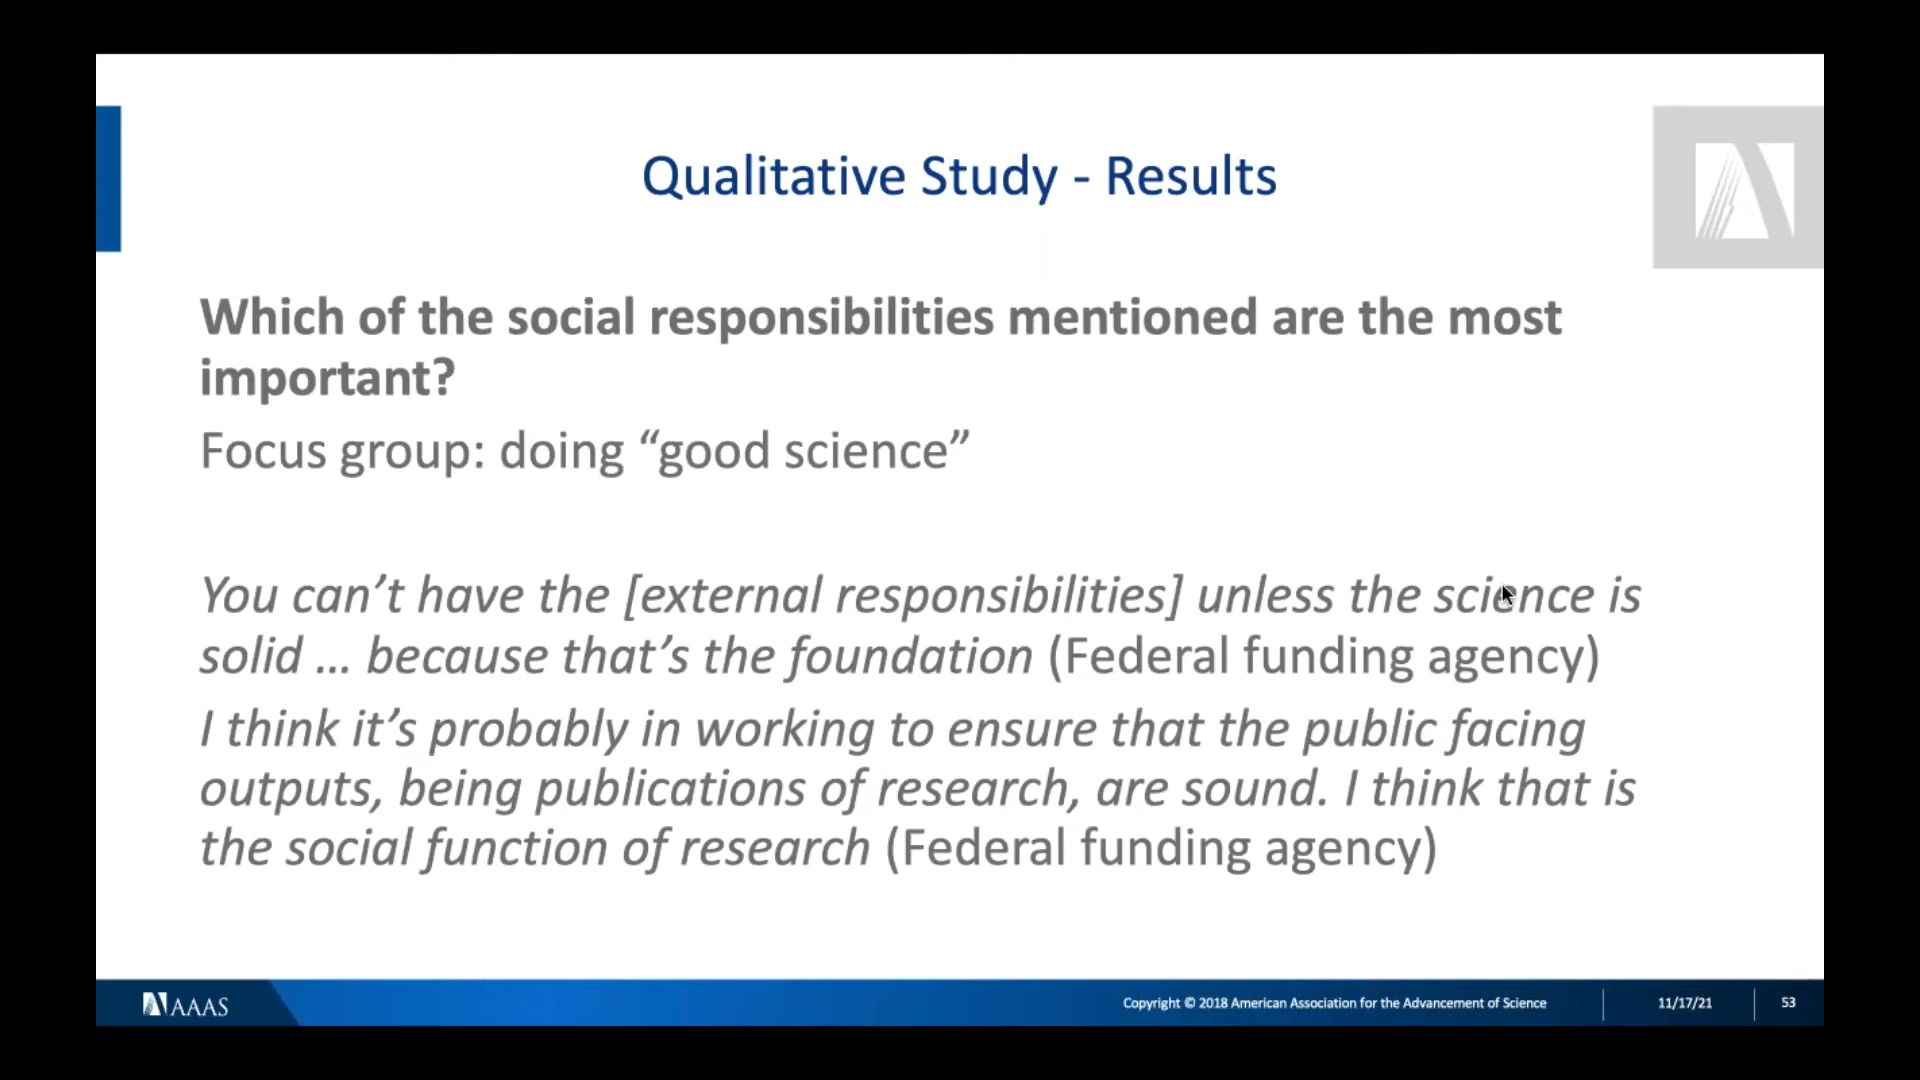 Qualitative Study - Results
Which of the social responsibilities mentioned are the most
important?
Focus group: doing “good science”
You can’t have the [external responsibilities] unless the science is
solid … because that’s the foundation (Federal funding agency)
I think it’s probably in working to ensure that the public facing
outputs, being publications of research, are sound. I think that is
the social function of research (Federal funding agency)
AAAS
Copyright © 2018 American Association for the Advancement of Science
11/17/21
53